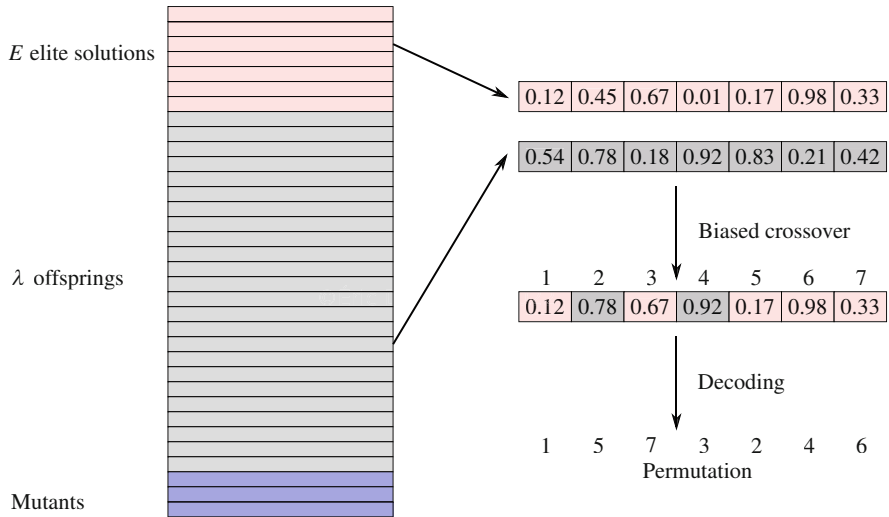 E elite solutions
0.12 0.45 0.67 0.01 0.17 0.98 0.33
0.54 0.78 0.18 0.92 0.83 0.21 0.42
Biased crossover
λ offsprings
1 2 3 4 5 6 7
0.12 0.78 0.67 0.92 0.17 0.98 0.33
Decoding
1 5 7 3 2 4 6
Permutation
Mutants